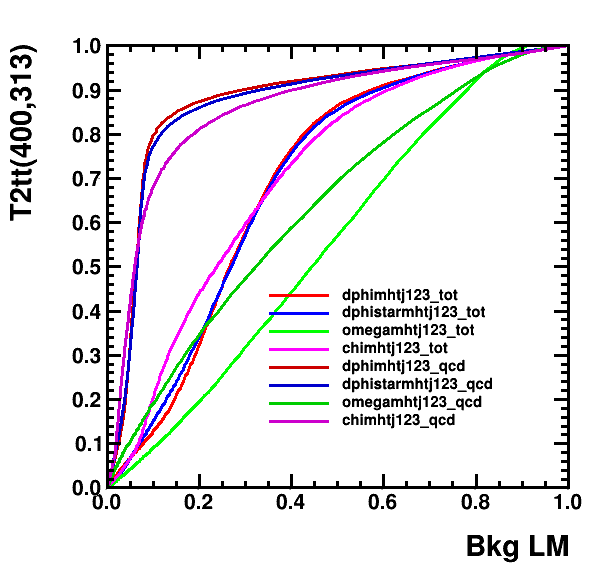 T2tt(400,313)
1.0
0.9
0.8
0.7
0.6
0.5
0.4
0.3
0.2
0.1
0.0
dphimhtj123_tot
dphistarmhtj123_tot
omegamhtj123_tot
chimhtj123_tot
dphimhtj123_qcd
dphistarmhtj123_qcd
omegamhtj123_qcd
chimhtj123_qcd
0.0 0.2 0.4 0.6 0.8 1.0
Bkg LM